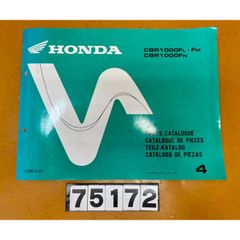 HONDA
CBR1000FL · FM
CBR1000FN
PARTS CATALOGUE
CATALOGUE DE PIECES
TEILE-KATALOG
CATALOGO DE PIEZAS
4
75172